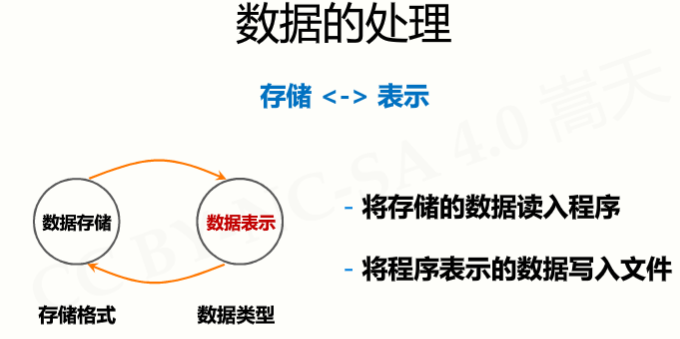 数据的处理
存储 <-> 表示
数据存储
数据表示
- 将存储的数据读入程序
- 将程序表示的数据写入文件
存储格式
数据类型
CC BY-NC-SA 4.0 嵩天